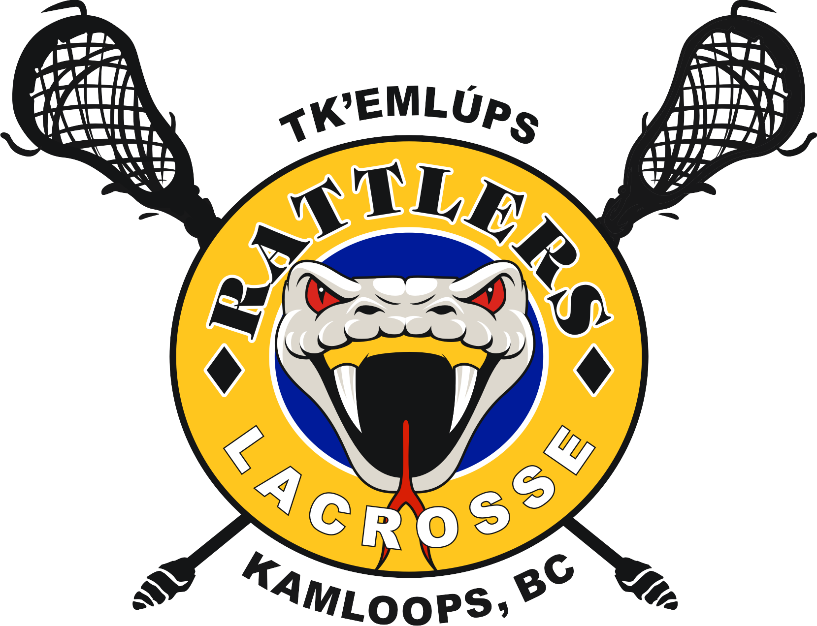 TK'EMLÚPS
RATTLERS
LACROSSE
KAMLOOPS, BC